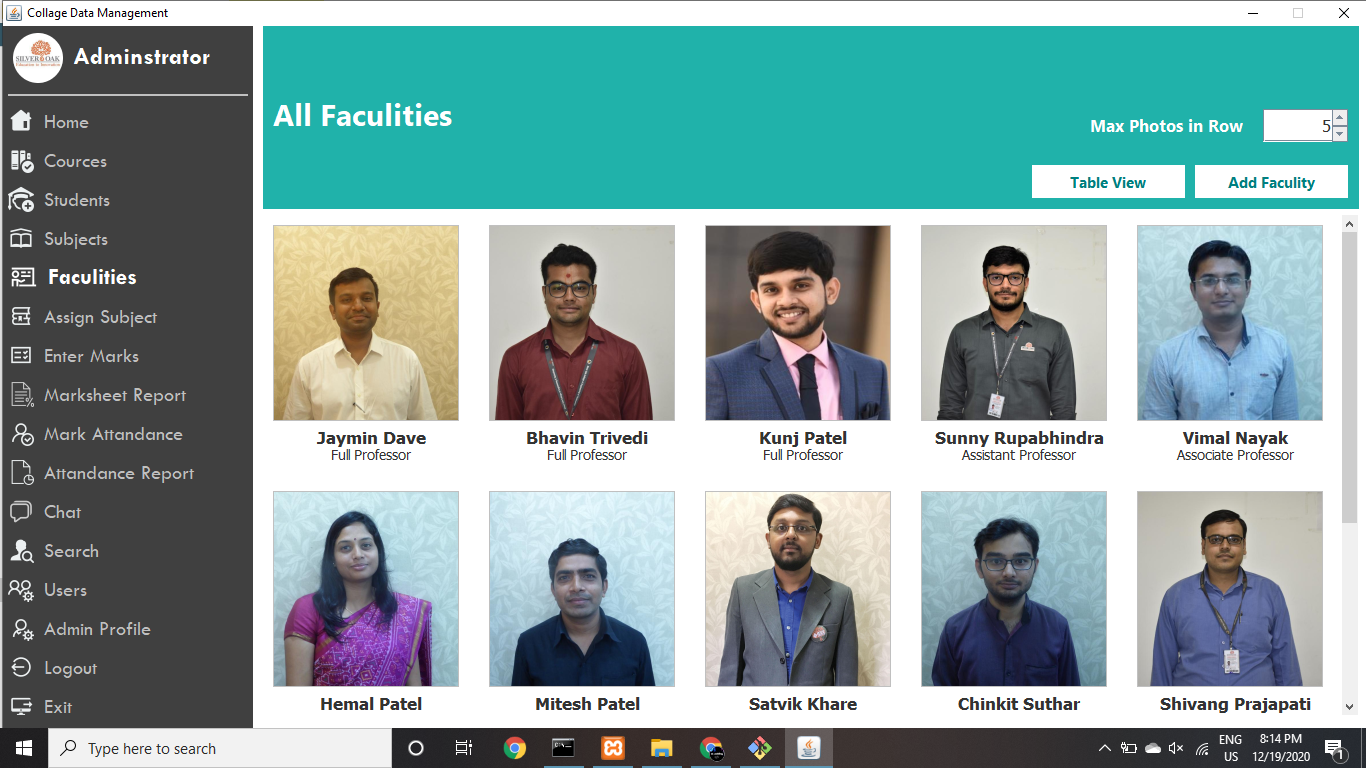 Collage Data Management
SILVER OAK
Education to Innovation
Adminstrator
Home
Cources
Students
Subjects
Faculities
Assign Subject
Enter Marks
Marksheet Report
Mark Attandance
Attandance Report
Chat
Search
Users
Admin Profile
Logout
Exit
All Faculities
Max Photos in Row 5
Table View Add Faculity
Jaymin Dave Bhavin Trivedi Kunj Patel Sunny Rupabhindra Vimal Nayak
Full Professor Full Professor Full Professor Assistant Professor Associate Professor
Hemal Patel Mitesh Patel Satvik Khare Chinkit Suthar Shivang Prajapati
Type here to search
ENG 8:14 PM
US 12/19/2020
1